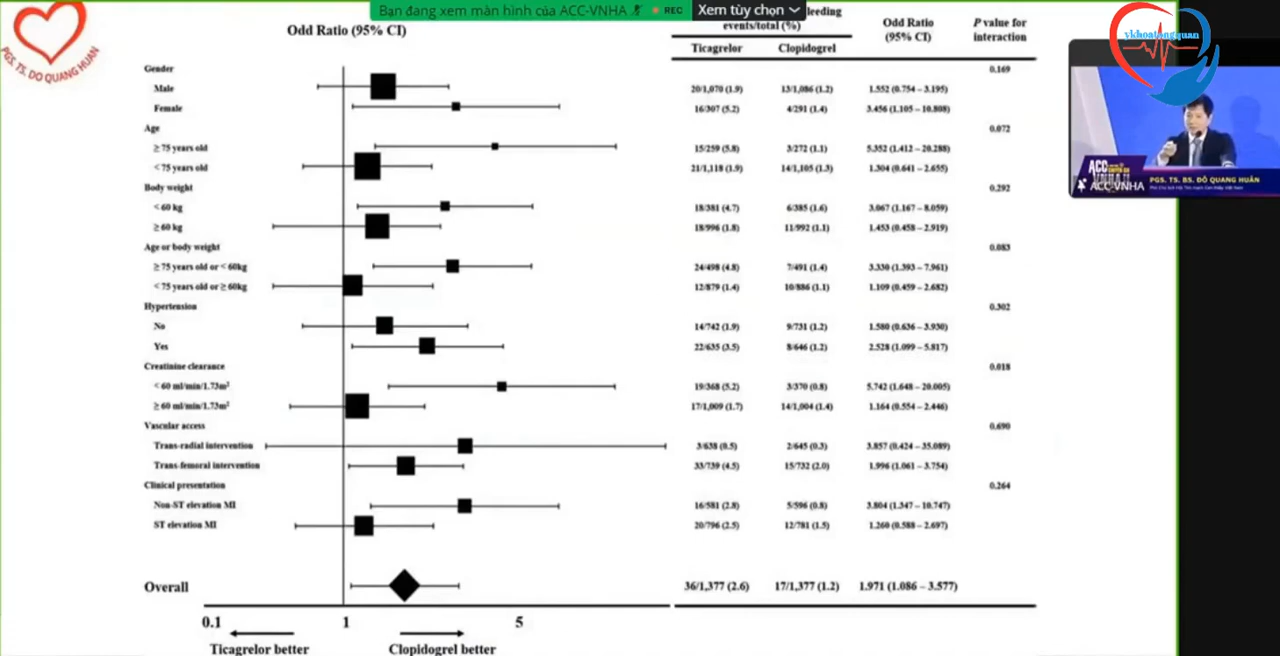 Bạn đang xem màn hình của ACC-VNHA
REC
Xem tùy chọn
PGS. TS. DO QUANG HUAN
ykhoatongquan
Odd Ratio (95% CI)
leeding events/total (%)
Odd Ratio (95% CI)
P value for interaction
Ticagrelor Clopidogrel
Gender 0.169
Male 20/1,070 (1.9) 13/1,086 (1.2) 1.552 (0.754 – 3.195)
Female 16/307 (5.2) 4/291 (1.4) 3.456 (1.105 – 10.808)
Age 0.072
≥ 75 years old 15/259 (5.8) 3/272 (1.1) 5.352 (1.412 – 20.288)
< 75 years old 21/1,118 (1.9) 14/1,105 (1.3) 1.304 (0.641 – 2.655)
Body weight 0.292
< 60 kg 18/381 (4.7) 6/385 (1.6) 3.067 (1.167 – 8.059)
≥ 60 kg 18/996 (1.8) 11/992 (1.1)
Age or body weight 0.083
≥ 75 years old or < 60kg 24/498 (4.8) 7/491 (1.4) 3.330 (1.393 – 7.961)
< 75 years old or ≥ 60kg 12/879 (1.4) 10/886 (1.1) 1.109 (0.459 – 2.682)
Hypertension 0.302
No 14/742 (1.9) 9/731 (1.2) 1.580 (0.636 – 3.930)
Yes 22/635 (3.5) 8/646 (1.2) 2.528 (1.099 – 5.817)
Creatinine clearance 0.018
< 60 ml/min/1.73m² 19/368 (5.2) 3/370 (0.8) 5.742 (1.648 – 20.005)
≥ 60 ml/min/1.73m² 17/1,009 (1.7) 14/1,004 (1.4) 1.164 (0.554 – 2.446)
Vascular access 0.690
Trans-radial intervention 3/638 (0.5) 2/645 (0.3) 3.857 (0.424 – 35.089)
Trans-femoral intervention 33/739 (4.5) 15/732 (2.0) 1.996 (1.061 – 3.754)
Clinical presentation 0.264
Non-ST elevation MI 16/581 (2.8) 5/596 (0.8) 3.804 (1.347 – 10.747)
ST elevation MI 20/796 (2.5) 12/781 (1.5) 1.260 (0.588 – 2.697)
Overall 36/1,377 (2.6) 17/1,377 (1.2) 1.971 (1.086 – 3.577)
0.1 1 5
Ticagrelor better Clopidogrel better
ACC
VNHA
PGS. TS. BS. ĐỖ QUANG HUÂN
ACC-VNHA